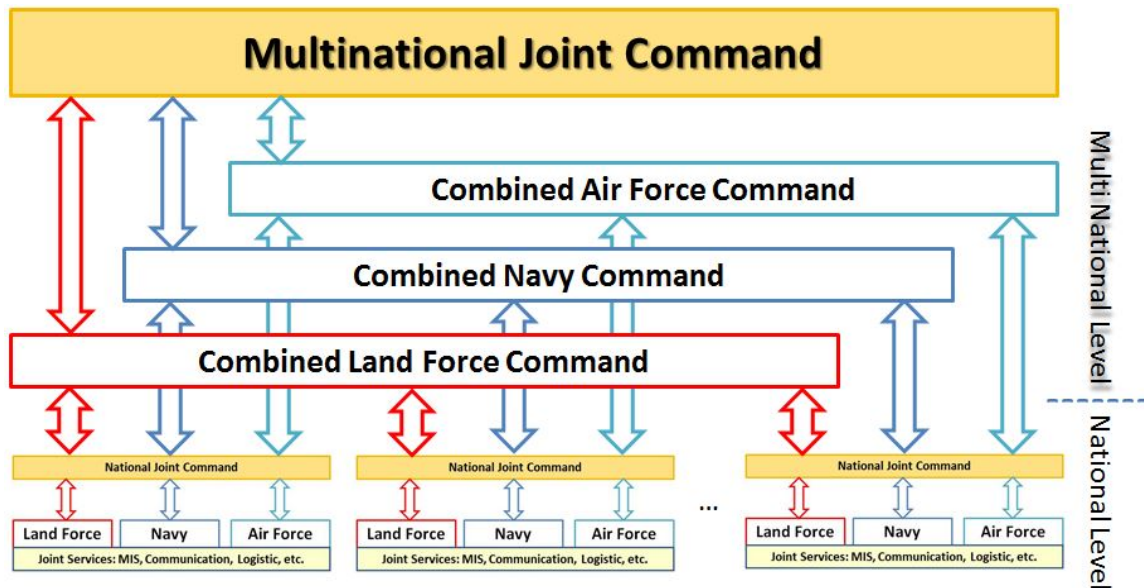 Multinational Joint Command
Combined Air Force Command
Combined Navy Command
Combined Land Force Command
Multi National Level
National Level
National Joint Command
National Joint Command
...
National Joint Command
Land Force Navy Air Force
Land Force Navy Air Force
Land Force Navy Air Force
Joint Services: MIS, Communication, Logistic, etc.
Joint Services: MIS, Communication, Logistic, etc.
Joint Services: MIS, Communication, Logistic, etc.